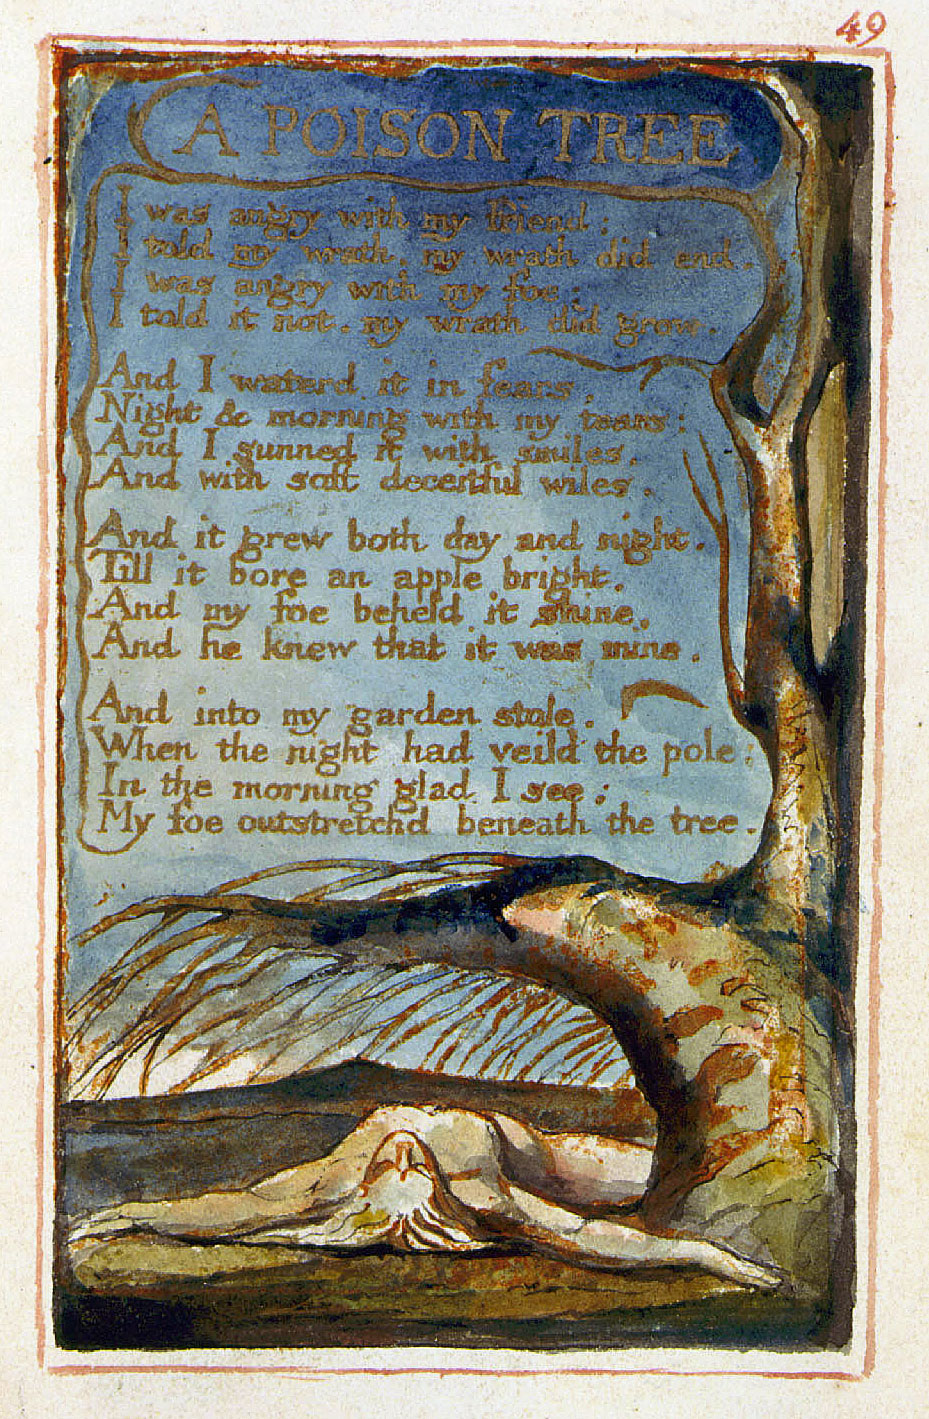 49
A POISON TREE
I was angry with my friend:
I told my wrath, my wrath did end.
I was angry with my foe:
I told it not, my wrath did grow.
And I waterd it in fears,
Night & morning with my tears:
And I sunned it with smiles,
And with soft deceitful wiles.
And it grew both day and night.
Till it bore an apple bright.
And my foe beheld it shine.
And he knew that it was mine.
And into my garden stole.
When the night had veild the pole;
In the morning glad I see;
My foe outstretchd beneath the tree.